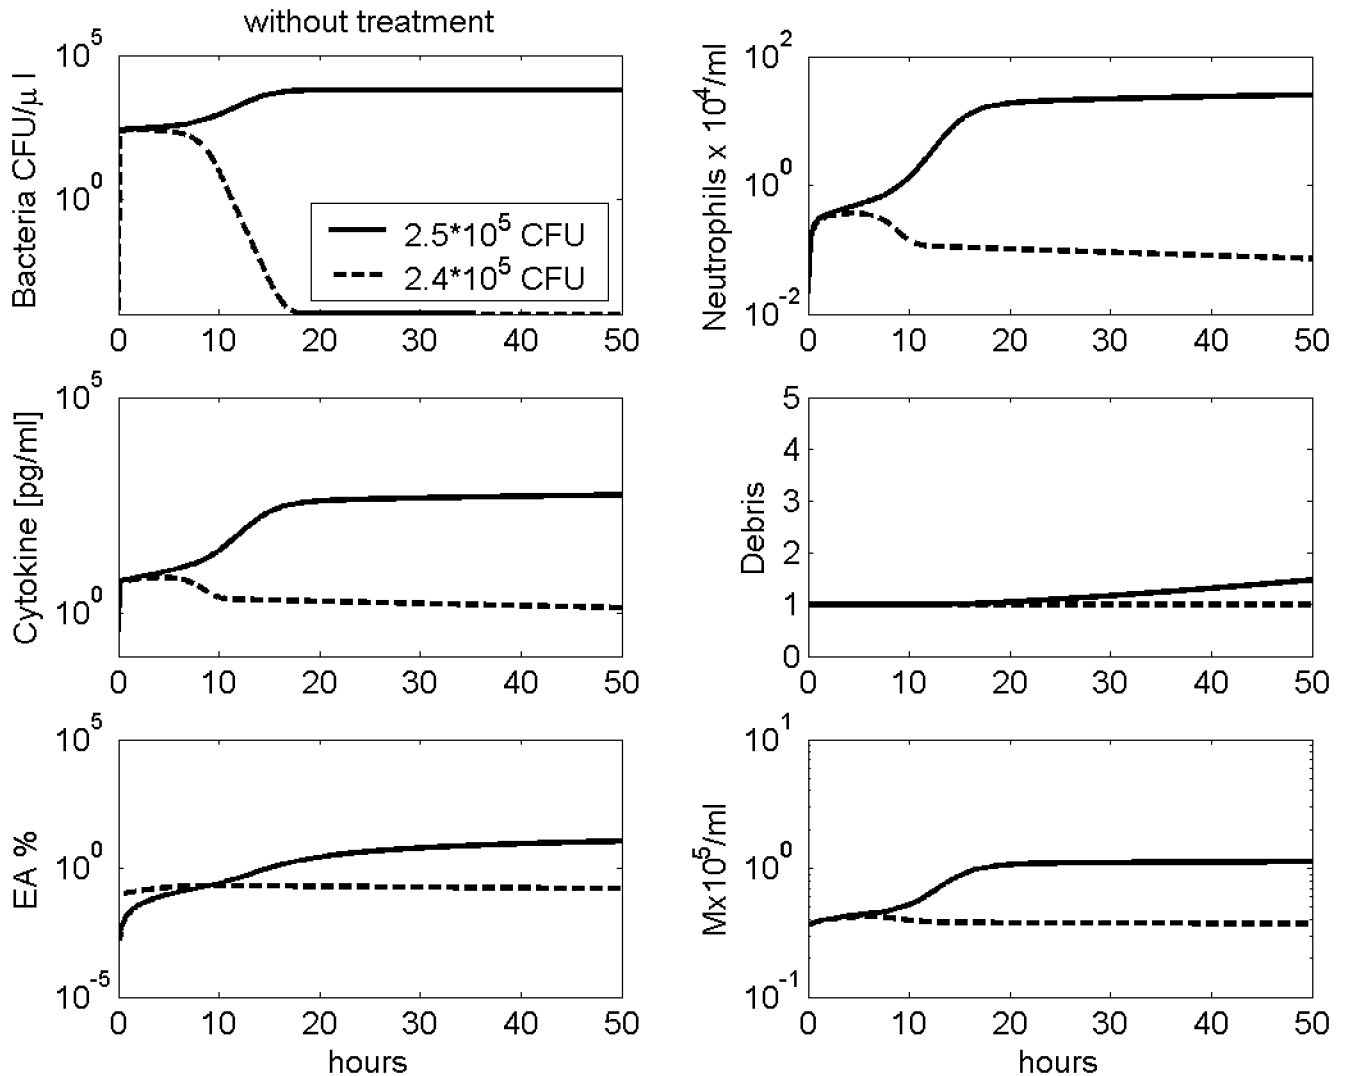 without treatment
Bacteria CFU/μ l
10^5
10^0
2.5*10^5 CFU
2.4*10^5 CFU
0 10 20 30 40 50
Neutrophils x 10^4/ml
10^2
10^0
10^-2
0 10 20 30 40 50
Cytokine [pg/ml]
10^5
10^0
0 10 20 30 40 50
Debris
5
4
3
2
1
0
0 10 20 30 40 50
EA %
10^5
10^0
10^-5
0 10 20 30 40 50
hours
Mx10^5/ml
10^1
10^0
10^-1
0 10 20 30 40 50
hours